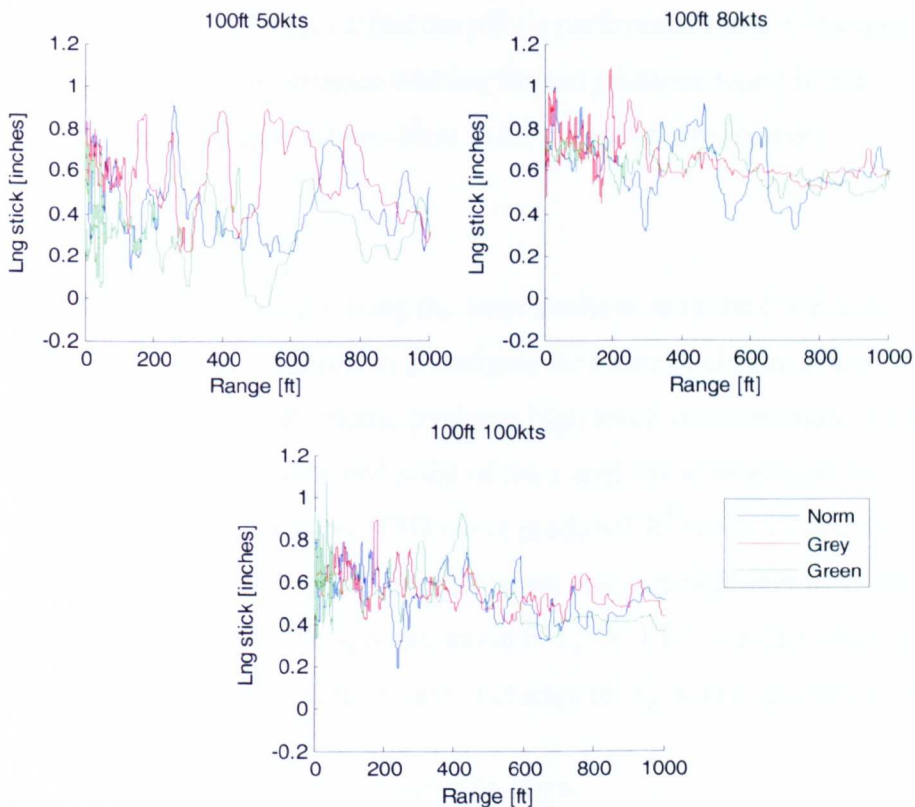 100ft 50kts
1.2
1
0.8
0.6
0.4
0.2
0
-0.2
Lng stick [inches]
0 200 400 600 800 1000
Range [ft]
100ft 80kts
1.2
1
0.8
0.6
0.4
0.2
0
-0.2
Lng stick [inches]
0 200 400 600 800 1000
Range [ft]
100ft 100kts
1.2
1
0.8
0.6
0.4
0.2
0
-0.2
Lng stick [inches]
0 200 400 600 800 1000
Range [ft]
Norm
Grey
Green